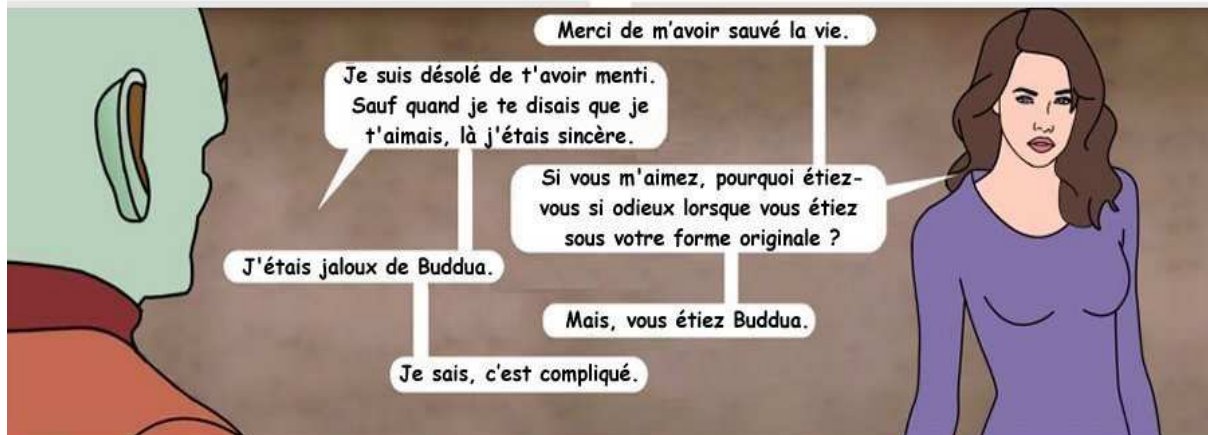 Merci de m'avoir sauvé la vie.
Je suis désolé de t'avoir menti.
Sauf quand je te disais que je
t'aimais, là j'étais sincère.
Si vous m'aimez, pourquoi étiez-
vous si odieux lorsque vous étiez
sous votre forme originale ?
J'étais jaloux de Buddua.
Mais, vous étiez Buddua.
Je sais, c'est compliqué.